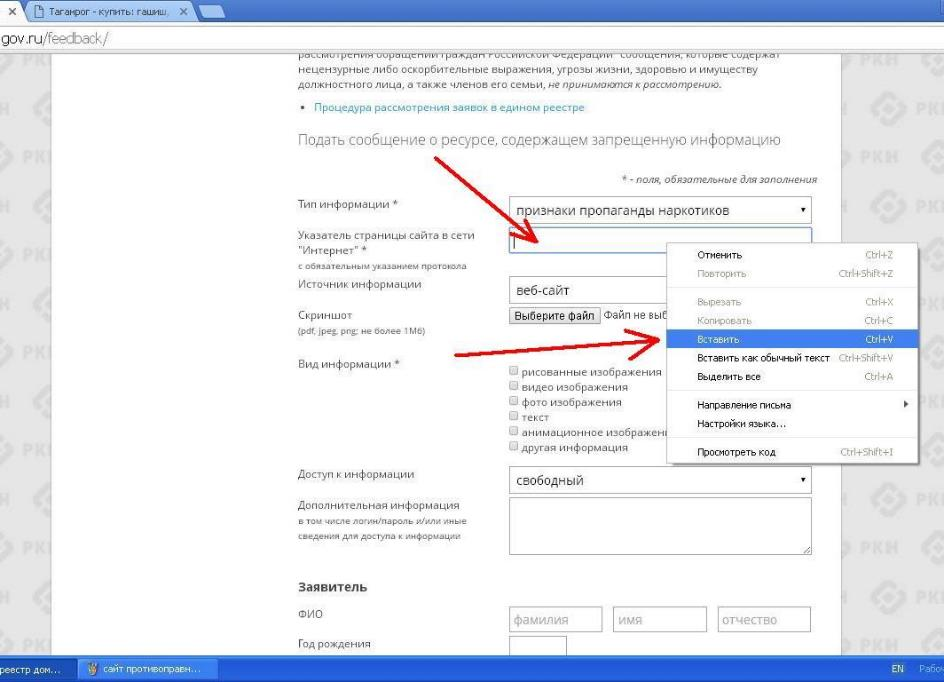 Таганрог - купить: гашиш,
gov.ru/feedback/
рассмотрения обращений граждан Российской Федерации" сообщения, которые содержат
нецензурные либо оскорбительные выражения, угрозы жизни, здоровью и имуществу
должностного лица, а также членов его семьи, не принимаются к рассмотрению.
• Процедура рассмотрения заявок в едином реестре
Подать сообщение о ресурсе, содержащем запрещенную информацию
* - поля, обязательные для заполнения
Тип информации *
признаки пропаганды наркотиков
Указатель страницы сайта в сети
"Интернет" *
с обязательным указанием протокола
Источник информации
веб-сайт
Скриншот
(pdf, jpeg, png; не более 1Мб)
Выберите файл Файл не выб
Вид информации *
рисованные изображения
видео изображения
фото изображения
текст
анимационное изображен
другая информация
Отменить Ctrl+Z
Повторить Ctrl+Shift+Z
Вырезать Ctrl+X
Копировать Ctrl+C
Вставить Ctrl+V
Вставить как обычный текст Ctrl+Shift+V
Выделить все Ctrl+A
Направление письма
Настройки языка...
Просмотреть код Ctrl+Shift+I
Доступ к информации
свободный
Дополнительная информация
в том числе логин/пароль и/или иные
сведения для доступа к информации
Заявитель
ФИО
фамилия имя отчество
Год рождения
реестр дом... сайт противоправн... EN Рабоч
РКН